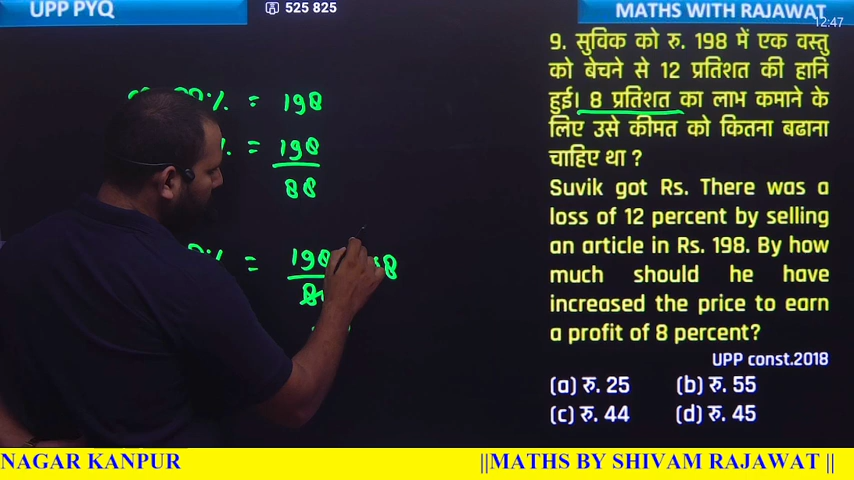 UPP PYQ
525 825
MATHS WITH RAJAWAT
12:47
9. सुविक को रु. 198 में एक वस्तु
को बेचने से 12 प्रतिशत की हानि
हुई। 8 प्रतिशत का लाभ कमाने के
लिए उसे कीमत को कितना बढाना
चाहिए था ?
Suvik got Rs. There was a
loss of 12 percent by selling
an article in Rs. 198. By how
much should he have
increased the price to earn
a profit of 8 percent?
UPP const.2018
(a) रु. 25 (b) रु. 55
(c) रु. 44 (d) रु. 45
% = 198
% = 198
88
% = 198
NAGAR KANPUR
||MATHS BY SHIVAM RAJAWAT ||